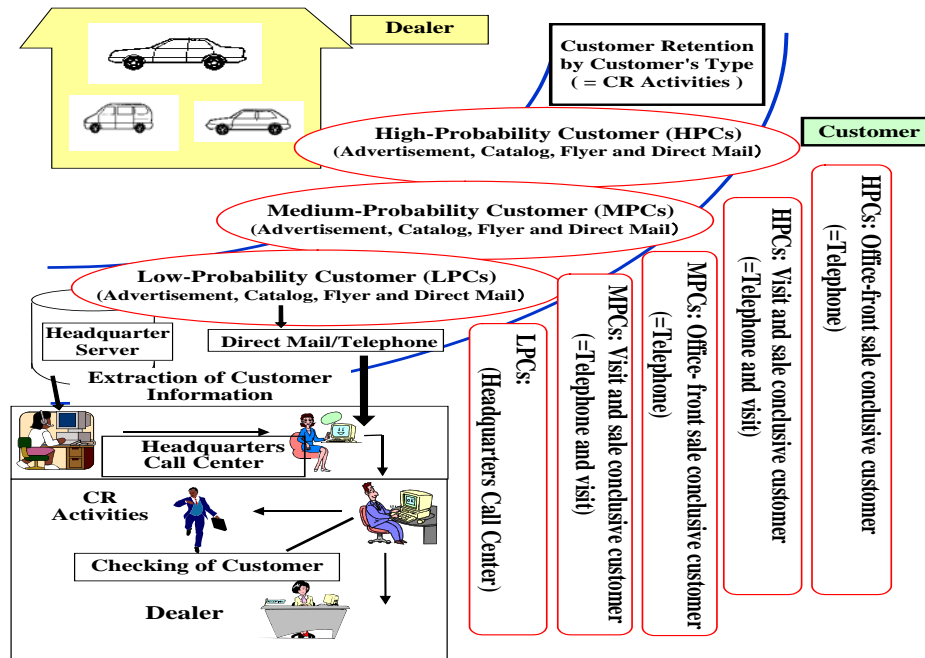 Dealer
Customer Retention
by Customer's Type
( = CR Activities )
High-Probability Customer (HPCs)
(Advertisement, Catalog, Flyer and Direct Mail)
Customer
Medium-Probability Customer (MPCs)
(Advertisement, Catalog, Flyer and Direct Mail)
Low-Probability Customer (LPCs)
(Advertisement, Catalog, Flyer and Direct Mail)
Headquarter
Server
Direct Mail/Telephone
Extraction of Customer
Information
Headquarters
Call Center
CR
Activities
Checking of Customer
Dealer
LPCs:
(Headquarters Call Center)
MPCs: Visit and sale conclusive customer
(=Telephone and visit)
MPCs: Office- front sale conclusive customer
(=Telephone)
HPCs: Visit and sale conclusive customer
(=Telephone and visit)
HPCs: Office-front sale conclusive customer
(=Telephone)